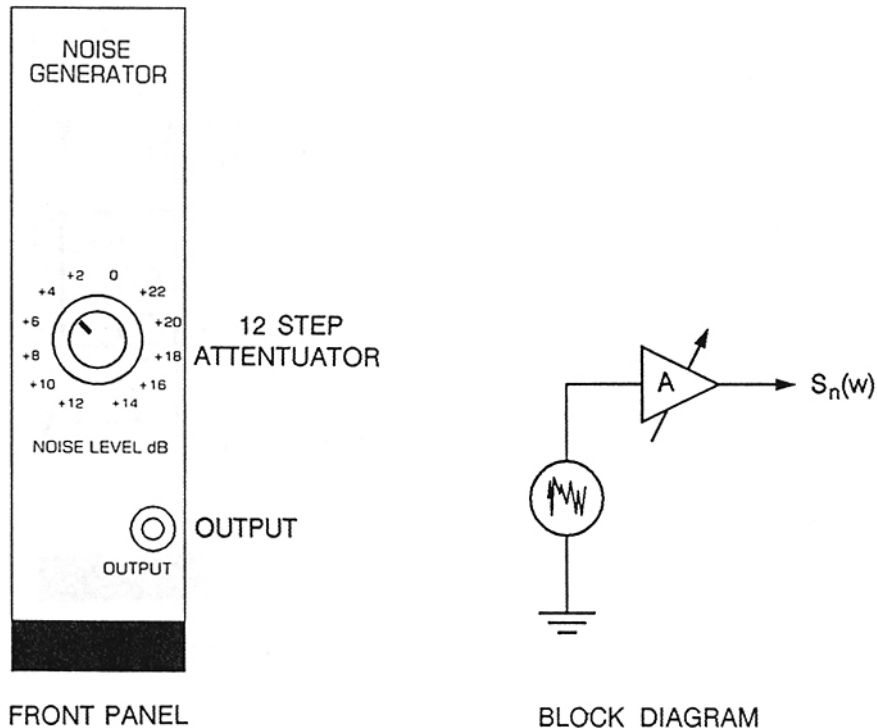 NOISE
GENERATOR
+2 0
+4 +22
+6 +20
+8 +18
+10 +16
+12 +14
NOISE LEVEL dB
OUTPUT
12 STEP
ATTENTUATOR
OUTPUT
A
Sn(w)
FRONT PANEL
BLOCK DIAGRAM